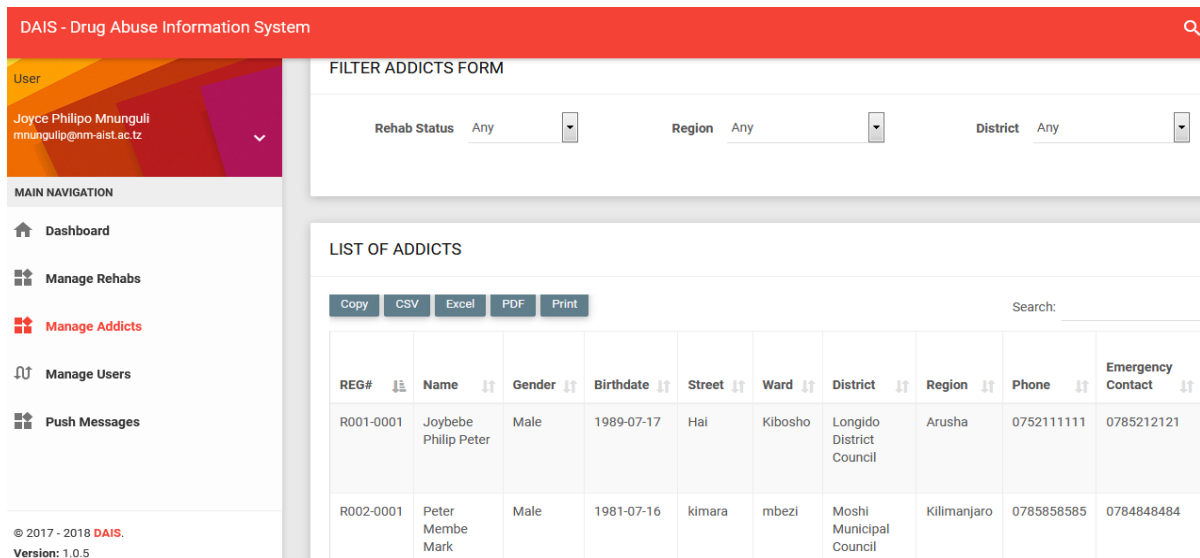 DAIS - Drug Abuse Information System
User
Joyce Philipo Mnunguli
mnungulip@nm-aist.ac.tz
MAIN NAVIGATION
Dashboard
Manage Rehabs
Manage Addicts
Manage Users
Push Messages
© 2017 - 2018 DAIS.
Version: 1.0.5
FILTER ADDICTS FORM
Rehab Status Any Region Any District Any
LIST OF ADDICTS
Copy CSV Excel PDF Print
Search:
REG# Name Gender Birthdate Street Ward District Region Phone Emergency
Contact
R001-0001 Joybebe Male 1989-07-17 Hai Kibosho Longido Arusha 0752111111 0785212121
Philip Peter District
Council
R002-0001 Peter Male 1981-07-16 kimara mbezi Moshi Kilimanjaro 0785858585 0784848484
Membe Municipal
Mark Council